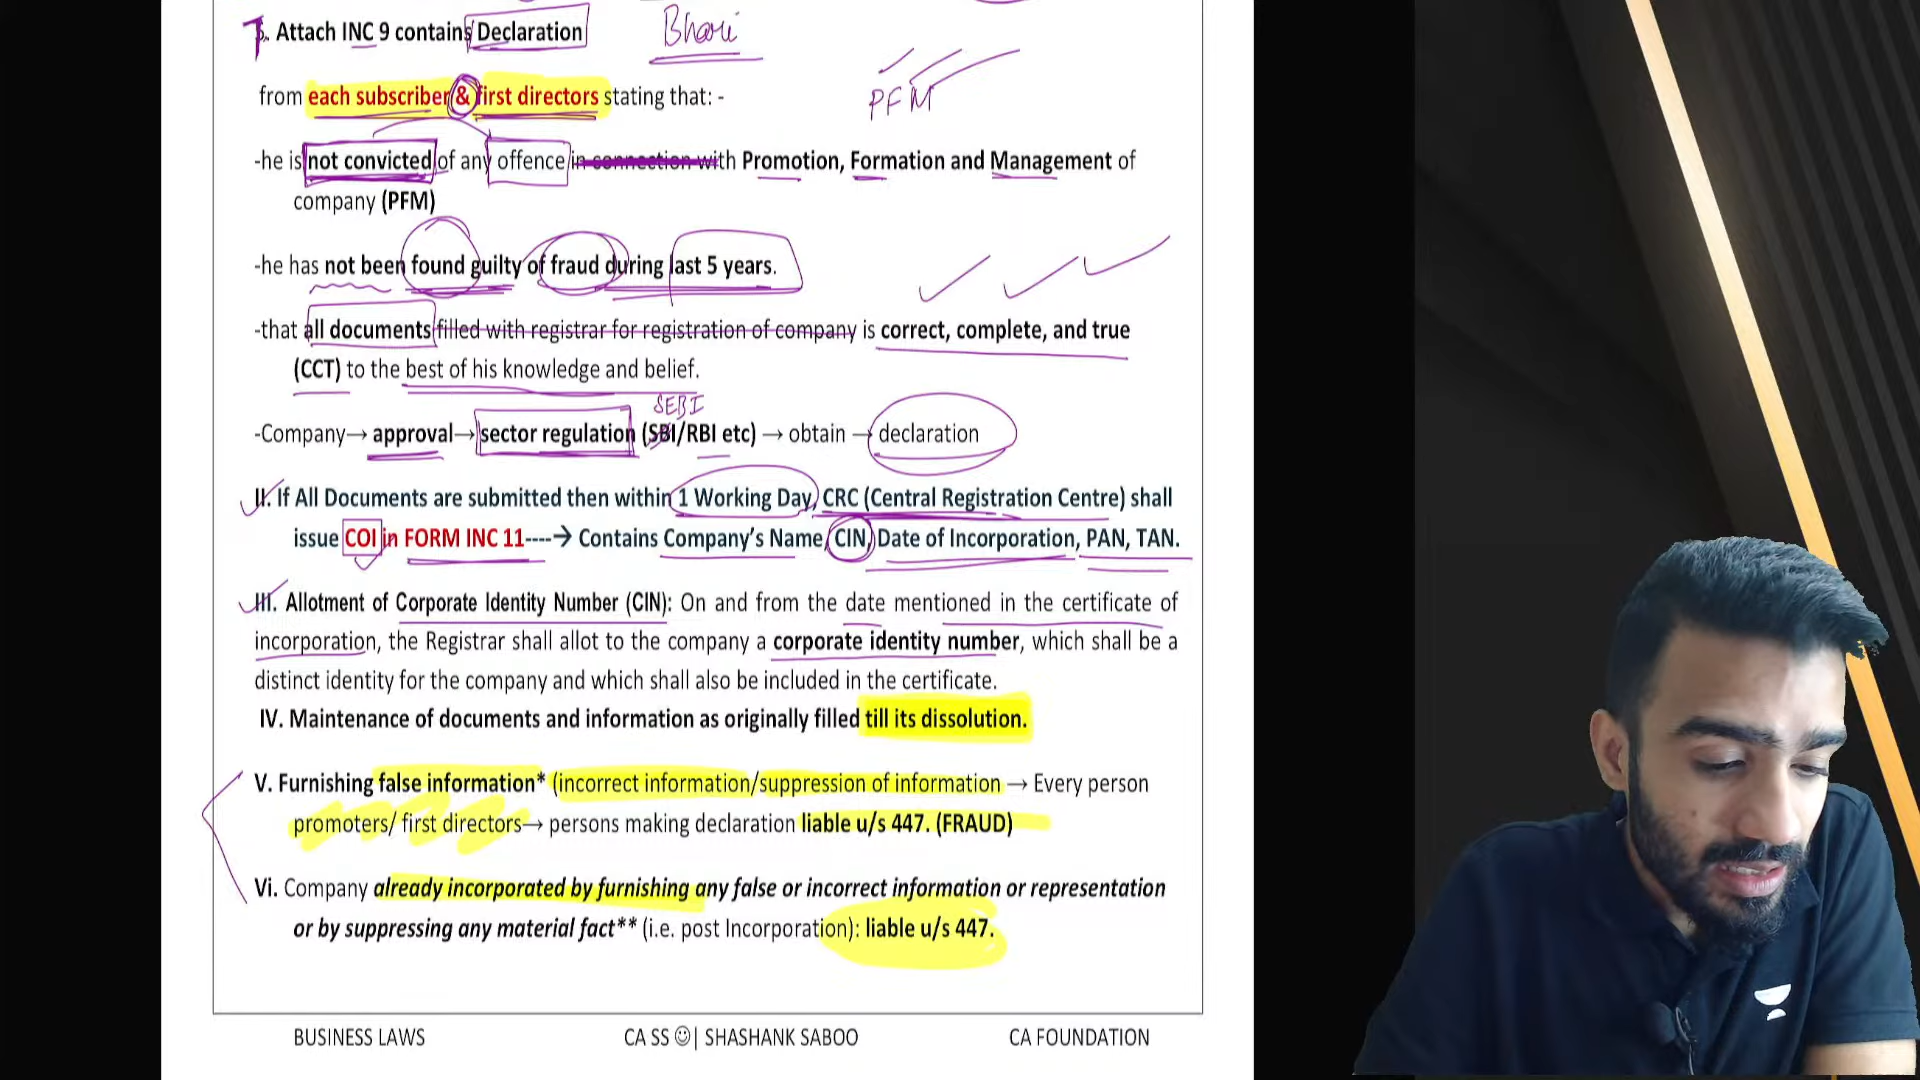 5. Attach INC 9 contains Declaration
Bhari
from each subscriber & first directors stating that: -
PFM
-he is not convicted of any offence in connection with Promotion, Formation and Management of
company (PFM)
-he has not been found guilty of fraud during last 5 years.
-that all documents filled with registrar for registration of company is correct, complete, and true
(CCT) to the best of his knowledge and belief.
SEBI
-Company→ approval→ sector regulation (SBI/RBI etc) → obtain → declaration
II. If All Documents are submitted then within 1 Working Day, CRC (Central Registration Centre) shall
issue COI in FORM INC 11----→ Contains Company's Name, CIN, Date of Incorporation, PAN, TAN.
III. Allotment of Corporate Identity Number (CIN): On and from the date mentioned in the certificate of
incorporation, the Registrar shall allot to the company a corporate identity number, which shall be a
distinct identity for the company and which shall also be included in the certificate.
IV. Maintenance of documents and information as originally filled till its dissolution.
V. Furnishing false information* (incorrect information/suppression of information → Every person
promoters/ first directors→ persons making declaration liable u/s 447. (FRAUD)
Vi. Company already incorporated by furnishing any false or incorrect information or representation
or by suppressing any material fact** (i.e. post Incorporation): liable u/s 447.
BUSINESS LAWS CA SS ☺| SHASHANK SABOO CA FOUNDATION